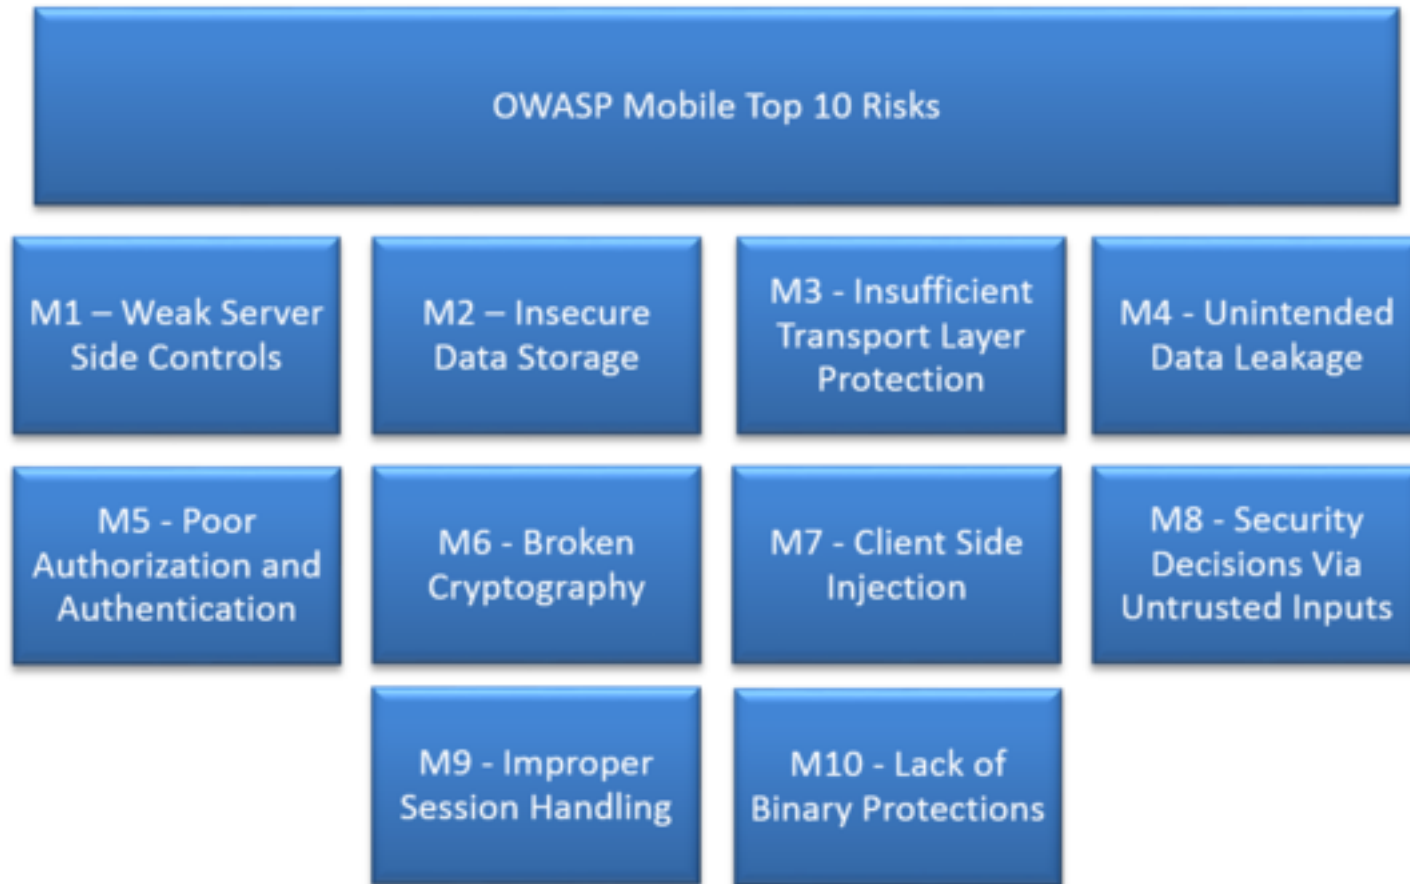 OWASP Mobile Top 10 Risks
M1 – Weak Server
Side Controls
M2 – Insecure
Data Storage
M3 - Insufficient
Transport Layer
Protection
M4 - Unintended
Data Leakage
M5 - Poor
Authorization and
Authentication
M6 - Broken
Cryptography
M7 - Client Side
Injection
M8 - Security
Decisions Via
Untrusted Inputs
M9 - Improper
Session Handling
M10 - Lack of
Binary Protections